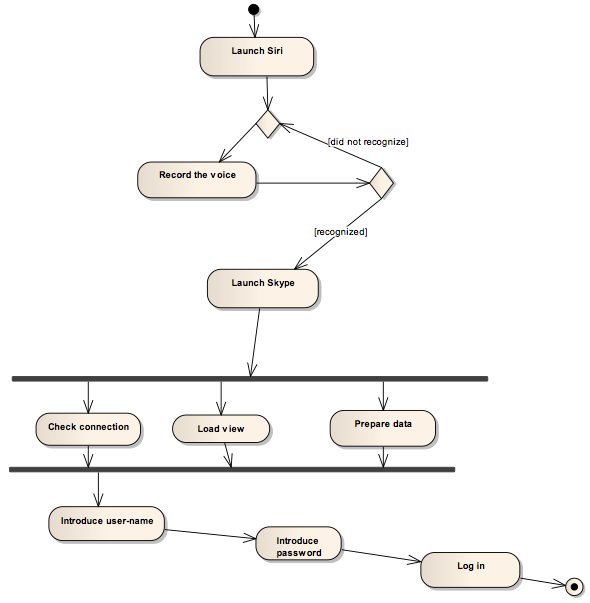 Launch Siri
[did not recognize]
Record the voice
[recognized]
Launch Skype
Check connection
Load view
Prepare data
Introduce user-name
Introduce
password
Log in